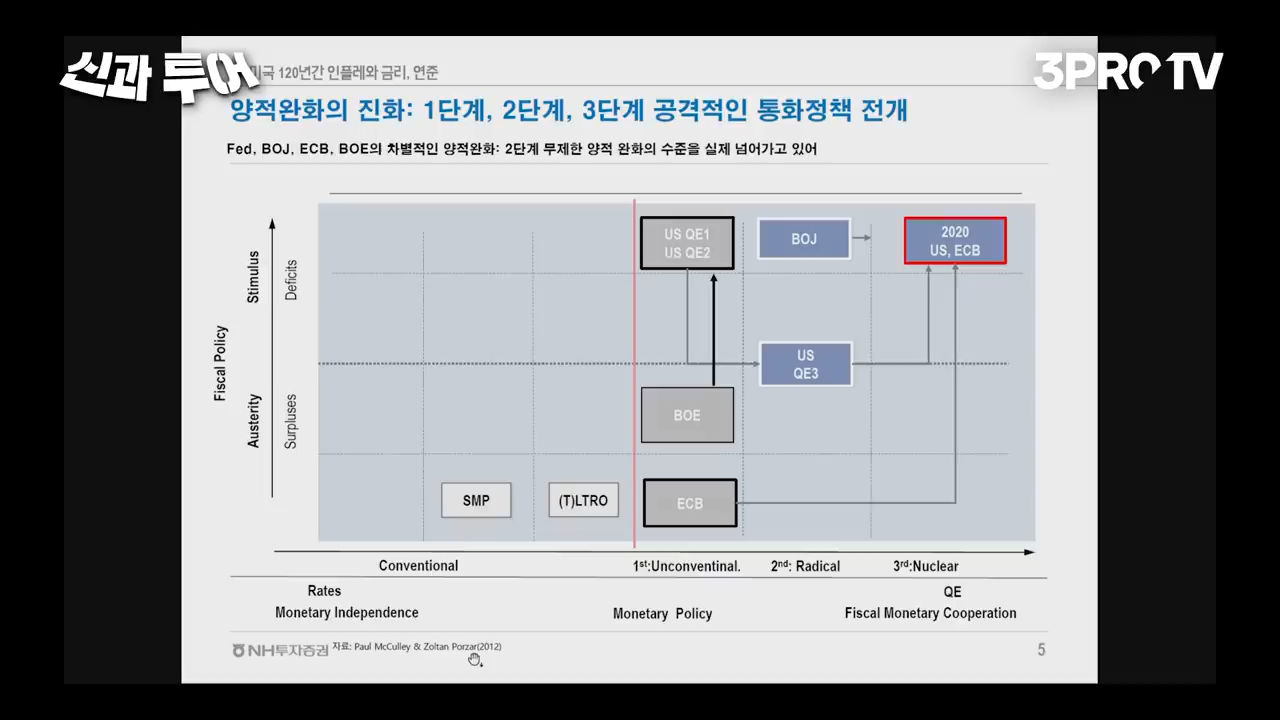 신과 투어
3PROTV
미국 120년간 인플레와 금리, 연준
양적완화의 진화: 1단계, 2단계, 3단계 공격적인 통화정책 전개
Fed, BOJ, ECB, BOE의 차별적인 양적완화: 2단계 무제한 양적 완화의 수준을 실제 넘어가고 있어
Fiscal Policy
Stimulus
Deficits
Austerity
Surpluses
US QE1
US QE2
BOJ
2020
US, ECB
US
QE3
BOE
SMP
(T)LTRO
ECB
Conventional
1st:Unconventinal.
2nd: Radical
3rd:Nuclear
Rates
QE
Monetary Independence
Monetary Policy
Fiscal Monetary Cooperation
NH투자증권
자료: Paul McCulley & Zoltan Porzar(2012)
5